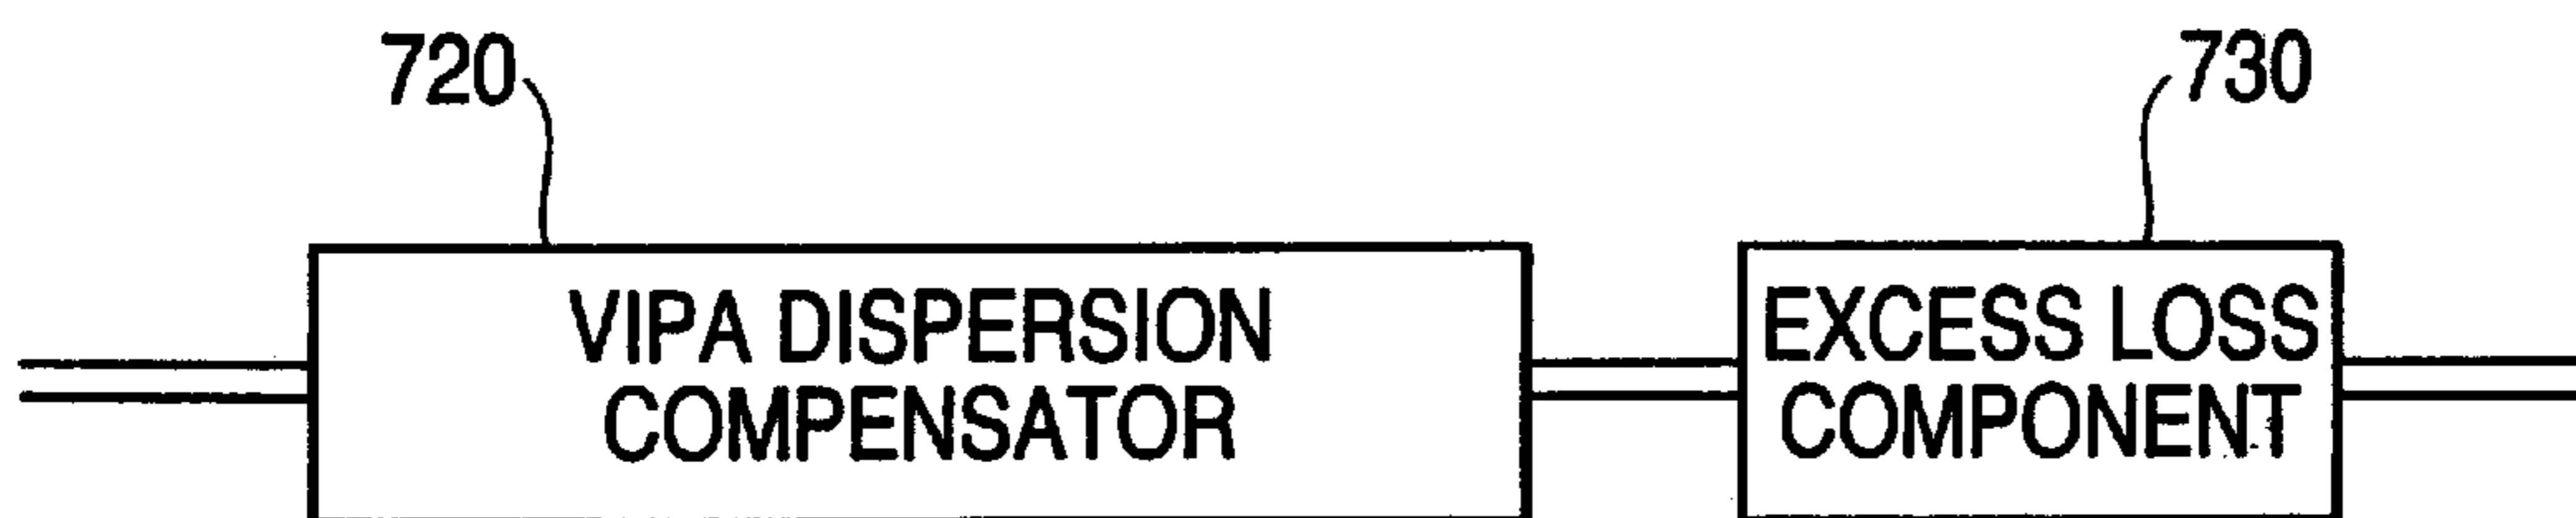 720
730
VIPA DISPERSION
COMPENSATOR
EXCESS LOSS
COMPONENT